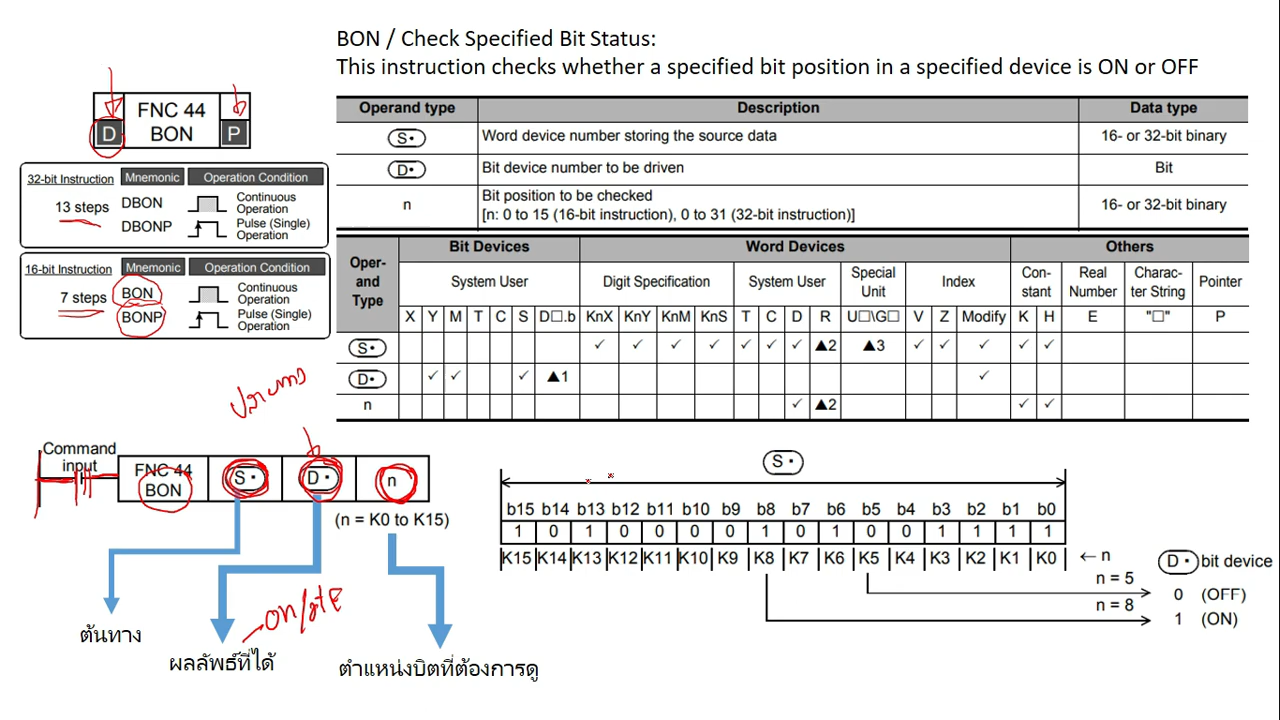 BON / Check Specified Bit Status:
This instruction checks whether a specified bit position in a specified device is ON or OFF
FNC 44
D BON P
32-bit Instruction Mnemonic Operation Condition
13 steps DBON Continuous Operation
DBONP Pulse (Single) Operation
16-bit Instruction Mnemonic Operation Condition
7 steps BON Continuous Operation
BONP Pulse (Single) Operation
Operand type Description Data type
S• Word device number storing the source data 16- or 32-bit binary
D• Bit device number to be driven Bit
n Bit position to be checked [n: 0 to 15 (16-bit instruction), 0 to 31 (32-bit instruction)] 16- or 32-bit binary
Oper-and Type Bit Devices Word Devices Others
System User Digit Specification System User Special Unit Index Con-stant Real Number Charac-ter String Pointer
X Y M T C S D□.b KnX KnY KnM KnS T C D R U□\G□ V Z Modify K H E "□" P
S• ✓ ✓ ✓ ✓ ✓ ✓ ✓ ▲2 ▲3 ✓ ✓ ✓ ✓ ✓
D• ✓ ✓ ✓ ▲1 ✓
n ✓ ▲2 ✓ ✓
Command input
FNC 44 BON S• D• n
(n = K0 to K15)
ต้นทาง
on/off
ผลลัพธ์ที่ได้
ตำแหน่งบิตที่ต้องการดู
S•
b15 b14 b13 b12 b11 b10 b9 b8 b7 b6 b5 b4 b3 b2 b1 b0
1 0 1 0 0 0 0 1 0 1 0 0 1 1 1 1
K15 K14 K13 K12 K11 K10 K9 K8 K7 K6 K5 K4 K3 K2 K1 K0 ← n
D• bit device
n = 5 0 (OFF)
n = 8 1 (ON)